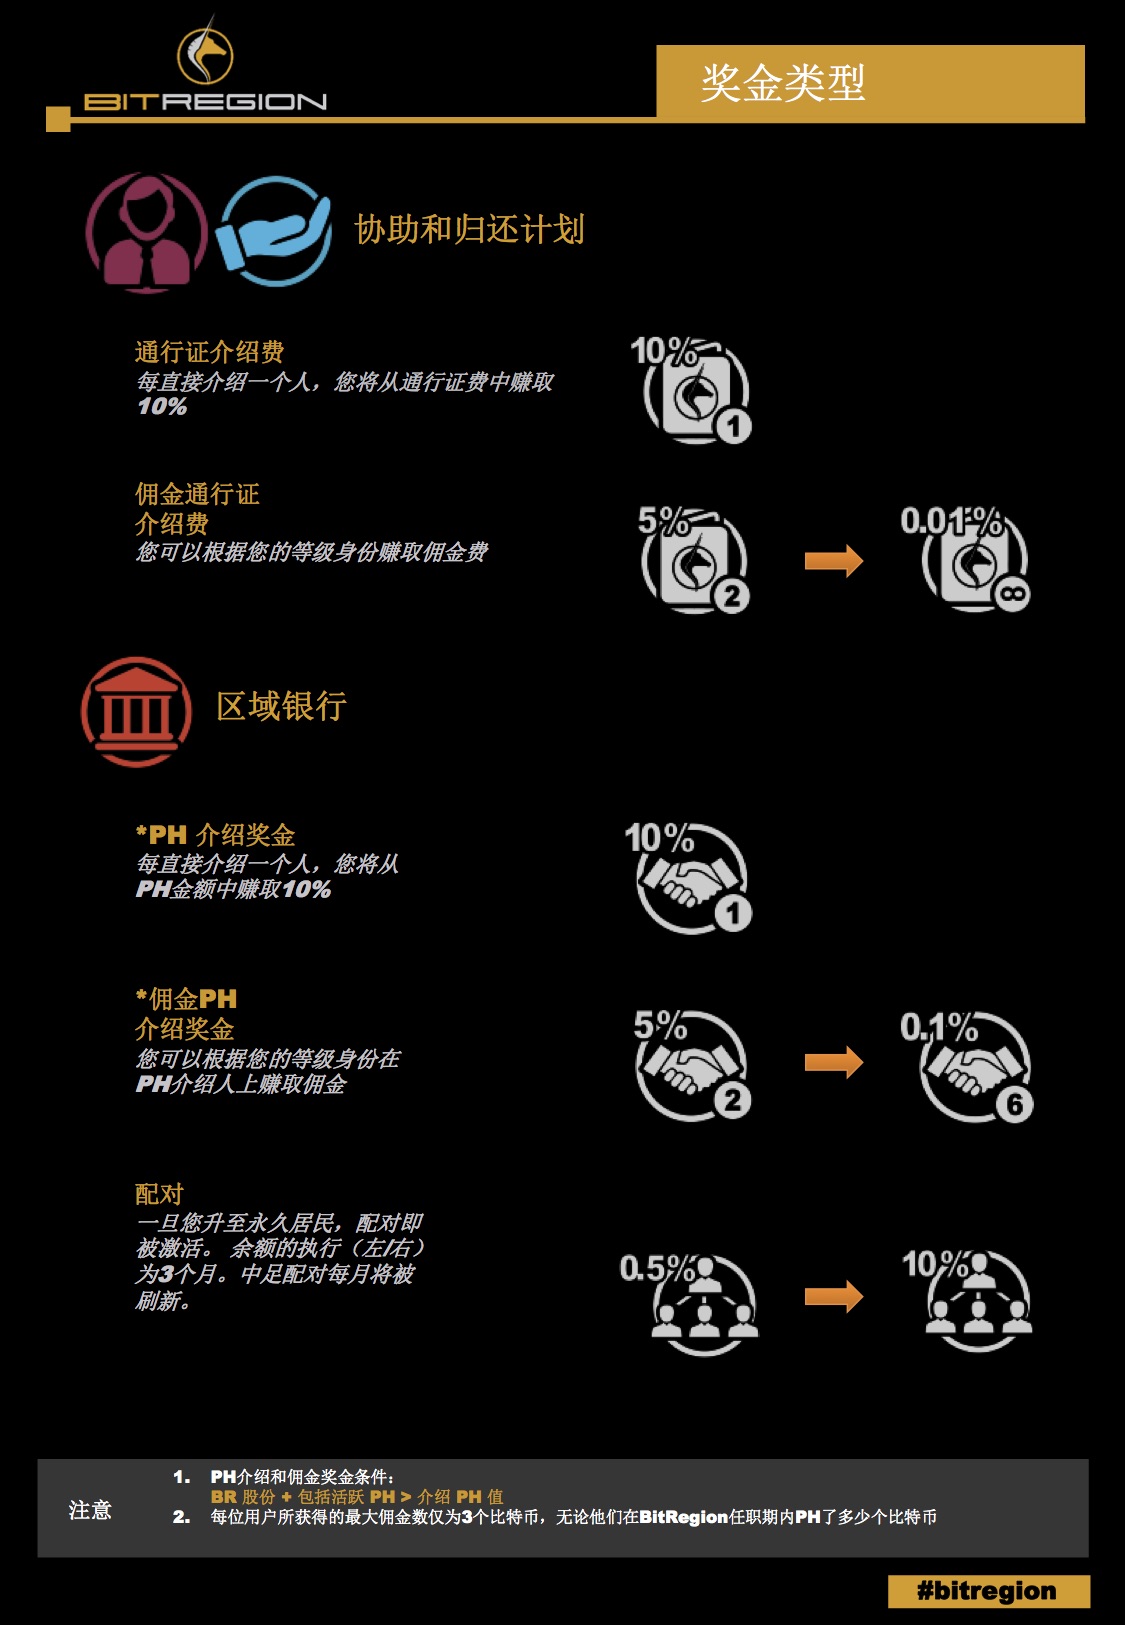 BITREGION
奖金类型
协助和归还计划
通行证介绍费
每直接介绍一个人，您将从通行证费中赚取
10%
10%
1
佣金通行证
介绍费
您可以根据您的等级身份赚取佣金费
5%
2
0.01%
∞
区域银行
*PH 介绍奖金
每直接介绍一个人，您将从
PH金额中赚取10%
10%
1
*佣金PH
介绍奖金
您可以根据您的等级身份在
PH介绍人上赚取佣金
5%
2
0.1%
6
配对
一旦您升至永久居民，配对即
被激活。 余额的执行（左/右）
为3个月。中足配对每月将被
刷新。
0.5%
10%
注意
1. PH介绍和佣金奖金条件：
BR 股份 + 包括活跃 PH > 介绍 PH 值
2. 每位用户所获得的最大佣金数仅为3个比特币，无论他们在BitRegion任职期内PH了多少个比特币
#bitregion